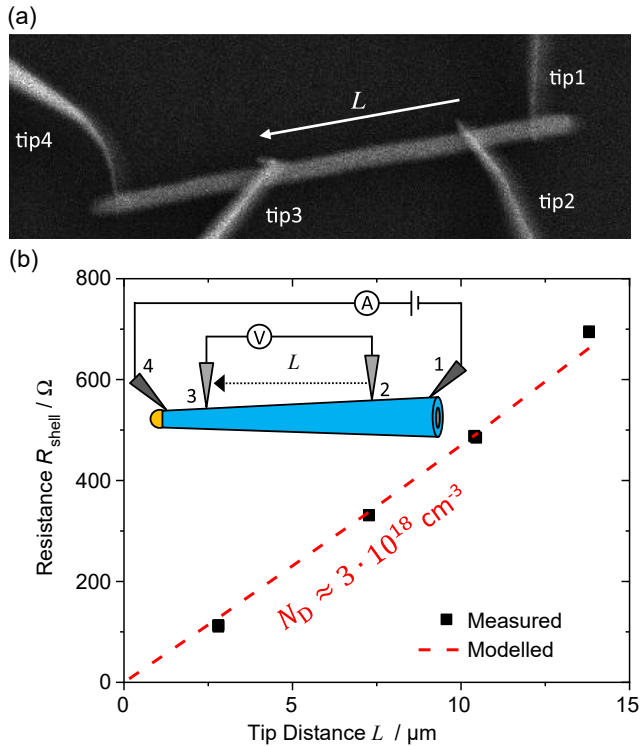 (a)
L
tip1
tip4
tip3
tip2
(b)
800
600
400
200
0
Resistance R_shell / Ω
A
V
4
3
L
2
1
N_D ≈ 3 · 10^18 cm^-3
Measured
Modelled
0
5
10
15
Tip Distance L / μm